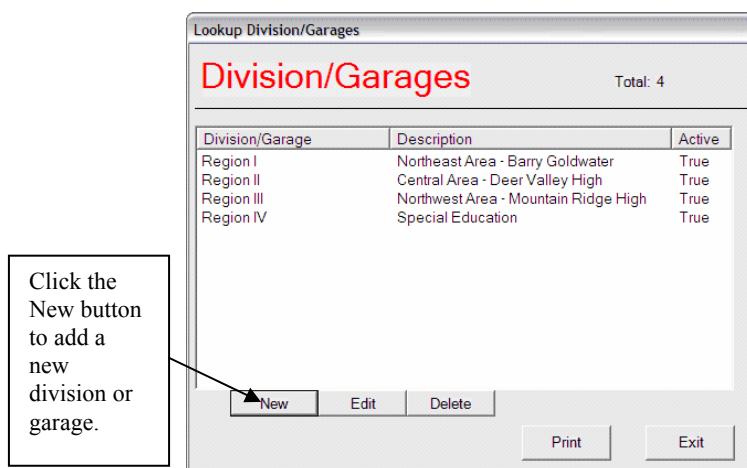 Lookup Division/Garages
Division/Garages
Total: 4
Division/Garage Description Active
Region I Northeast Area - Barry Goldwater True
Region II Central Area - Deer Valley High True
Region III Northwest Area - Mountain Ridge High True
Region IV Special Education True
Click the
New button
to add a
new
division or
garage.
New Edit Delete
Print Exit